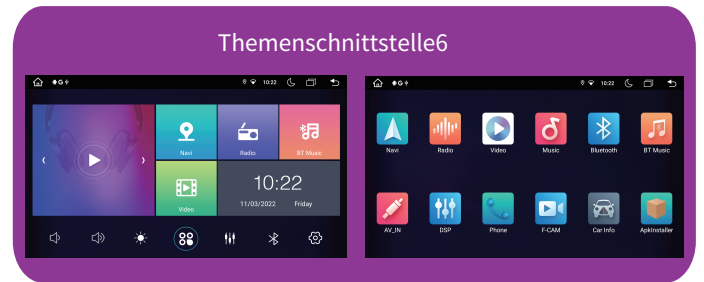 Themenschnittstelle6
10:22
10:22
Navi
Radio
BT Music
Video
10:22
11/03/2022 Friday
Navi Radio Video Music Bluetooth BT Music
AV_IN DSP Phone F-CAM Car Info ApkInstaller